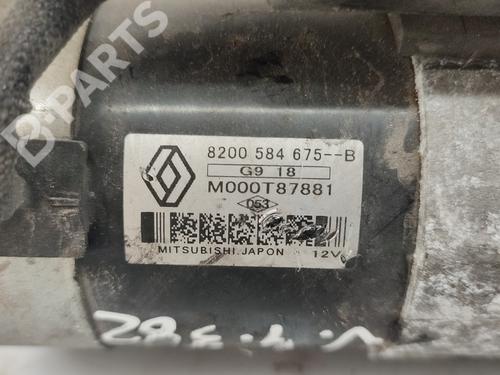 B-PARTS
8200 584 675--B
G9 18
M000T87881
D53
MITSUBISHI.JAPON 12V